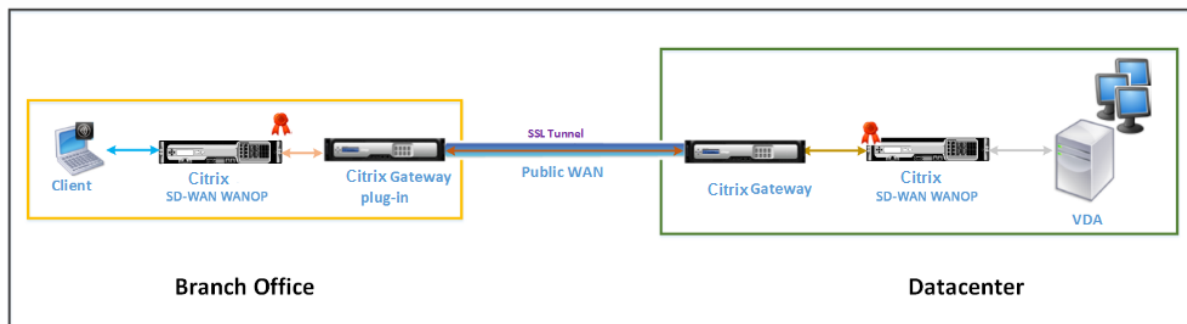 SSL Tunnel
Client
Citrix
SD-WAN WANOP
Citrix Gateway
plug-in
Public WAN
Citrix Gateway
Citrix
SD-WAN WANOP
VDA
Branch Office
Datacenter